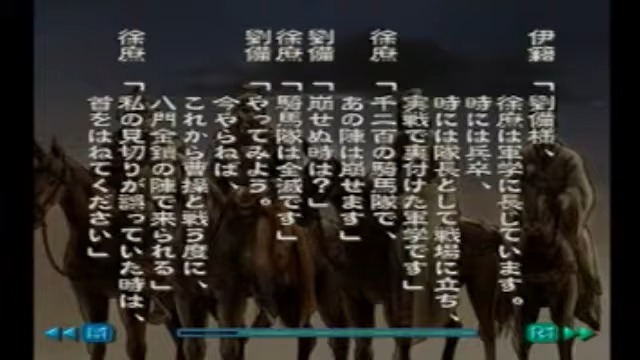 伊籍「劉備様、
徐庶は軍学に長しています。
時には兵卒、
時には隊長として戦場に立ち、
実戦で裏付けた軍学です」
徐庶「千二百の騎馬隊で、
あの陣は崩せます」
劉備「崩せぬ時は?」
徐庶「騎馬隊は全滅です」
劉備「やってみよう。
今やらねば、
これから曹操と戦う度に、
八門金鎖の陣で来られる」
徐庶「私の見切りが誤っていた時は、
首をはねてください」
L1
R1